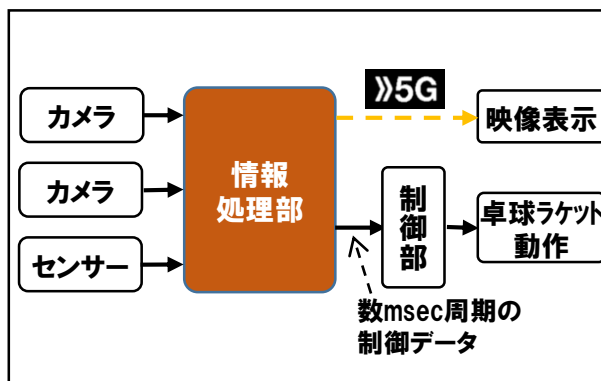 カメラ
カメラ
センサー
情報
処理部
》5G
映像表示
制
御
部
卓球ラケット
動作
数msec周期の
制御データ